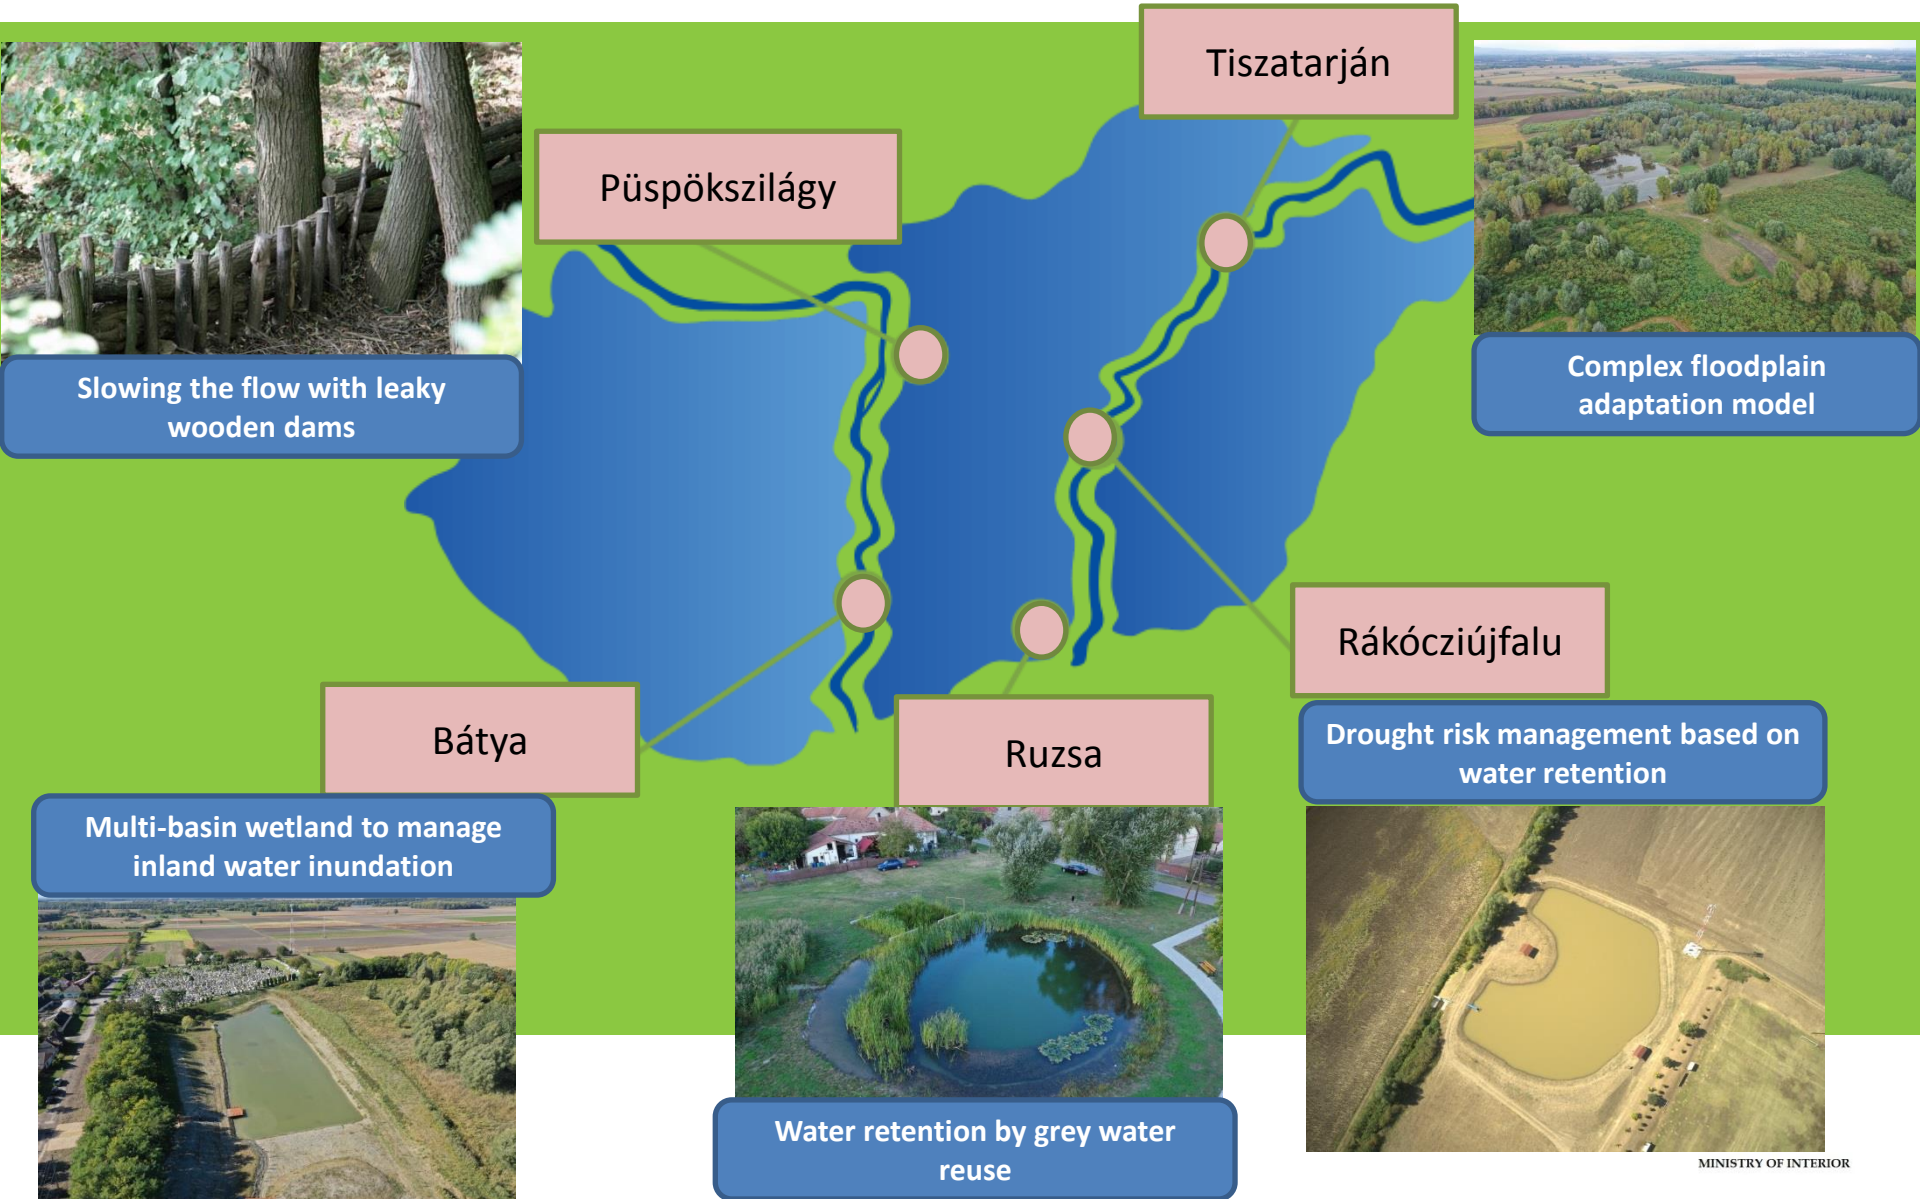 Tiszatarján
Püspökszilágy
Slowing the flow with leaky
wooden dams
Complex floodplain
adaptation model
Rákócziújfalu
Bátya
Ruzsa
Drought risk management based on
water retention
Multi-basin wetland to manage
inland water inundation
Water retention by grey water
reuse
MINISTRY OF INTERIOR